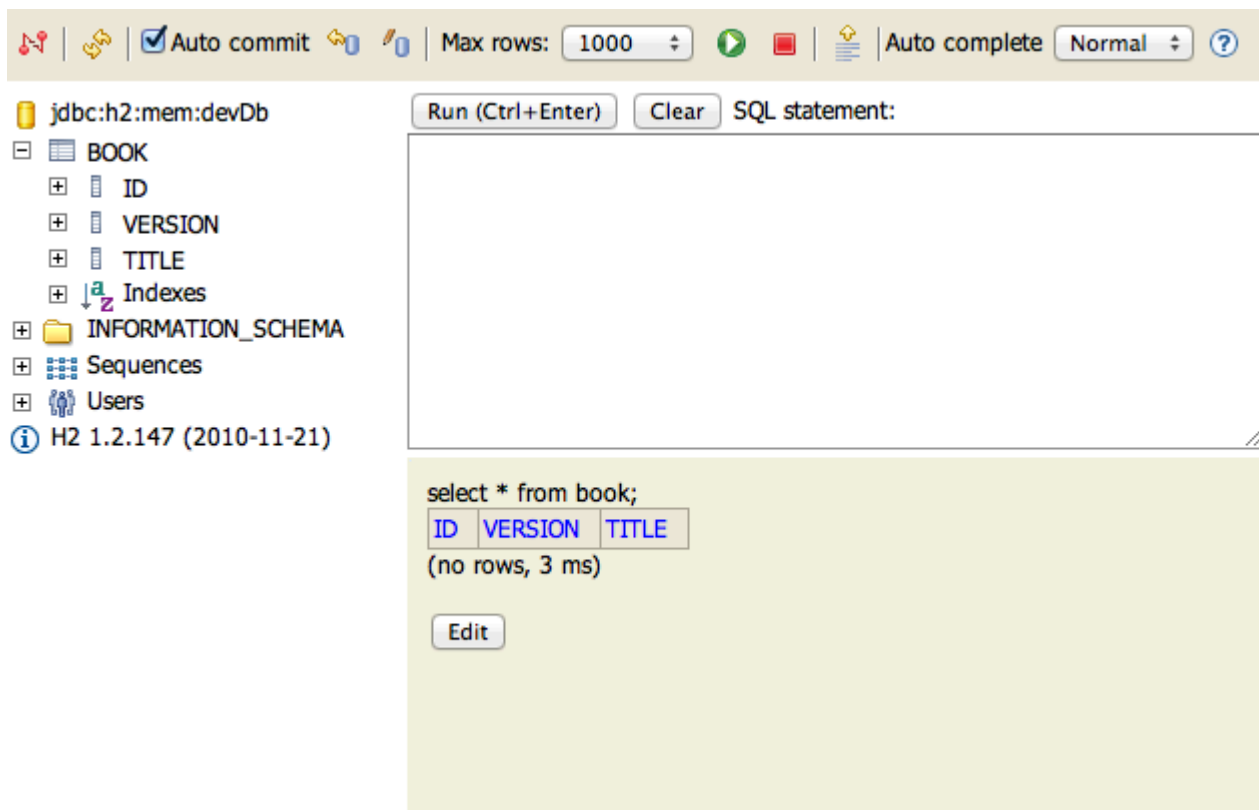 Auto commit Max rows: 1000 Auto complete Normal ?
jdbc:h2:mem:devDb
BOOK
ID
VERSION
TITLE
a z Indexes
INFORMATION_SCHEMA
Sequences
Users
i H2 1.2.147 (2010-11-21)
Run (Ctrl+Enter) Clear SQL statement:
select * from book;
ID VERSION TITLE
(no rows, 3 ms)
Edit